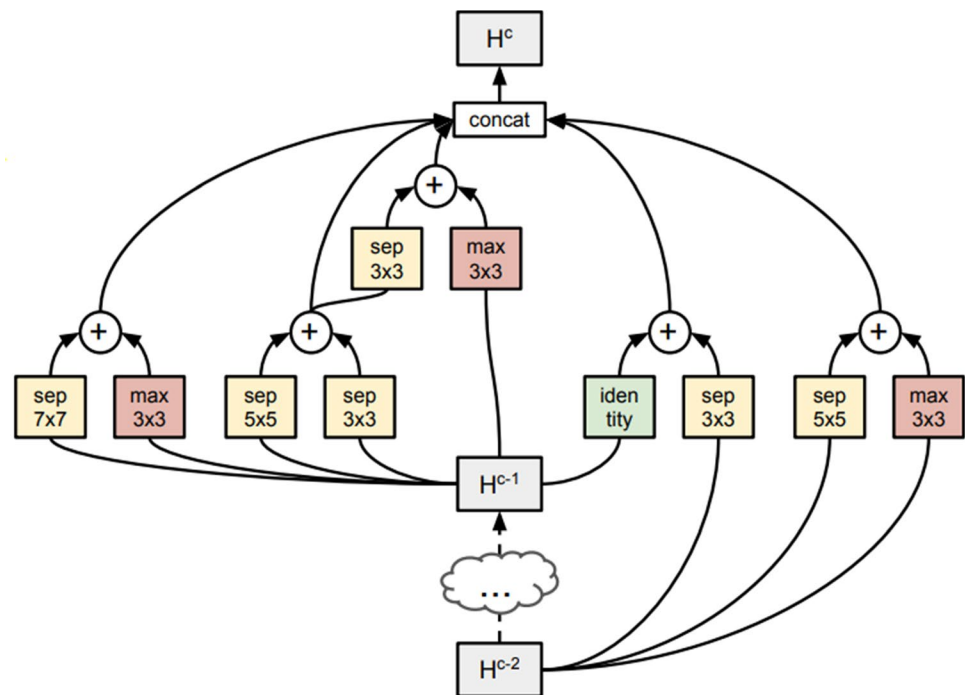 H^c
concat
+
sep
3x3
max
3x3
+
+
+
+
sep
7x7
max
3x3
sep
5x5
sep
3x3
iden
tity
sep
3x3
sep
5x5
max
3x3
H^c-1
...
H^c-2